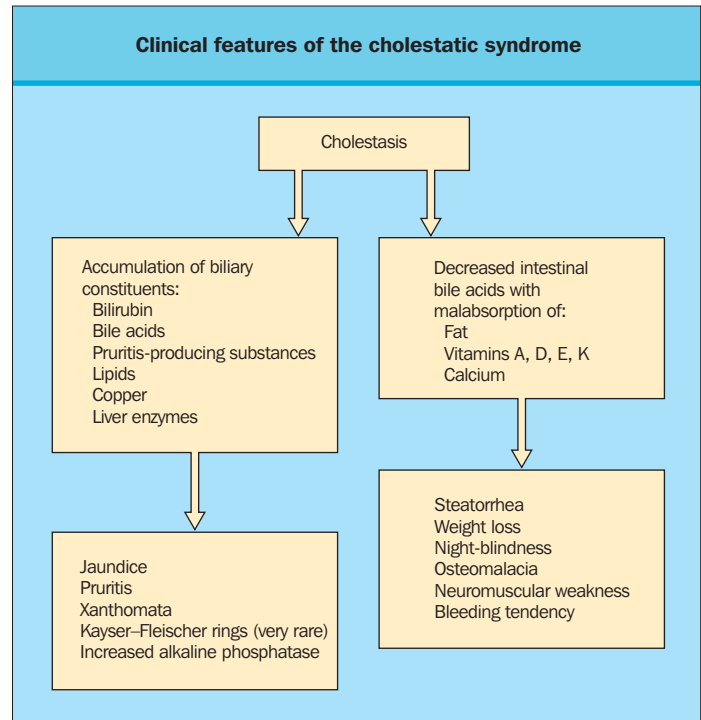 Clinical features of the cholestatic syndrome
Cholestasis
Accumulation of biliary
constituents:
Bilirubin
Bile acids
Pruritis-producing substances
Lipids
Copper
Liver enzymes
Decreased intestinal
bile acids with
malabsorption of:
Fat
Vitamins A, D, E, K
Calcium
Jaundice
Pruritis
Xanthomata
Kayser–Fleischer rings (very rare)
Increased alkaline phosphatase
Steatorrhea
Weight loss
Night-blindness
Osteomalacia
Neuromuscular weakness
Bleeding tendency